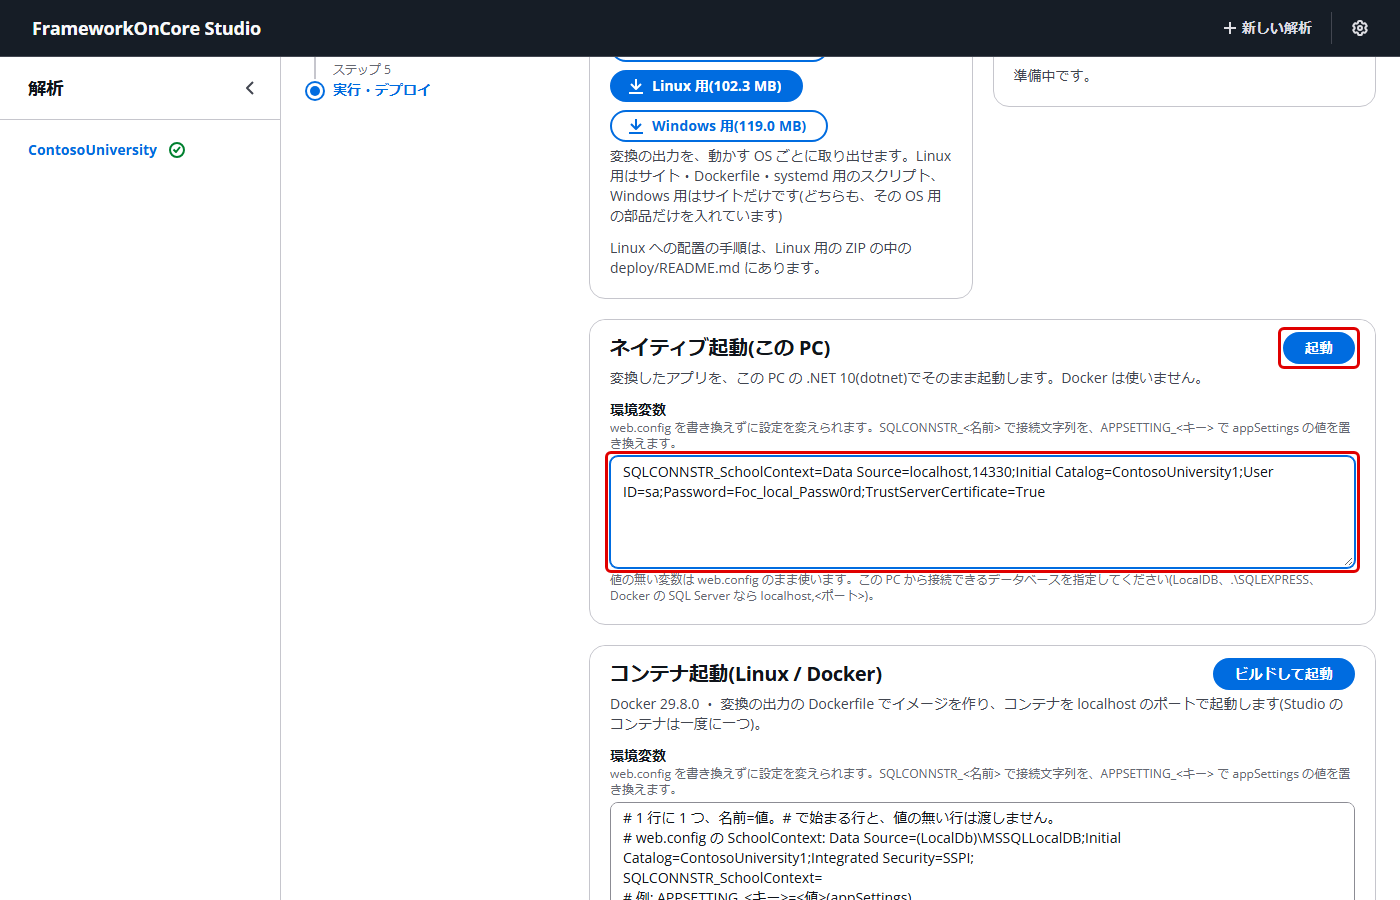 FrameworkOnCore Studio
新しい解析
解析
ContosoUniversity
ステップ 5
実行・デプロイ
Linux 用(102.3 MB)
Windows 用(119.0 MB)
変換の出力を、動かす OS ごとに取り出せます。Linux
用はサイト・Dockerfile・systemd 用のスクリプト、
Windows 用はサイトだけです(どちらも、その OS 用
の部品だけを入れています)
Linux への配置の手順は、Linux 用の ZIP の中の
deploy/README.md にあります。
準備中です。
ネイティブ起動(この PC)
起動
変換したアプリを、この PC の .NET 10(dotnet)でそのまま起動します。Docker は使いません。
環境変数
web.config を書き換えずに設定を変えられます。SQLCONNSTR_<名前> で接続文字列を、APPSETTING_<キー> で appSettings の値を置
き換えます。
SQLCONNSTR_SchoolContext=Data Source=localhost,14330;Initial Catalog=ContosoUniversity1;User
ID=sa;Password=Foc_local_Passw0rd;TrustServerCertificate=True
値の無い変数は web.config のまま使います。この PC から接続できるデータベースを指定してください(LocalDB、.\SQLEXPRESS、
Docker の SQL Server なら localhost,<ポート>)。
コンテナ起動(Linux / Docker)
ビルドして起動
Docker 29.8.0 ・ 変換の出力の Dockerfile でイメージを作り、コンテナを localhost のポートで起動します(Studio の
コンテナは一度に一つ)。
環境変数
web.config を書き換えずに設定を変えられます。SQLCONNSTR_<名前> で接続文字列を、APPSETTING_<キー> で appSettings の値を置
き換えます。
# 1 行に 1 つ、名前=値。# で始まる行と、値の無い行は渡しません。
# web.config の SchoolContext: Data Source=(LocalDb)\MSSQLLocalDB;Initial
Catalog=ContosoUniversity1;Integrated Security=SSPI;
SQLCONNSTR_SchoolContext=
# 例: APPSETTING_<キー>=<値>(appSettings)